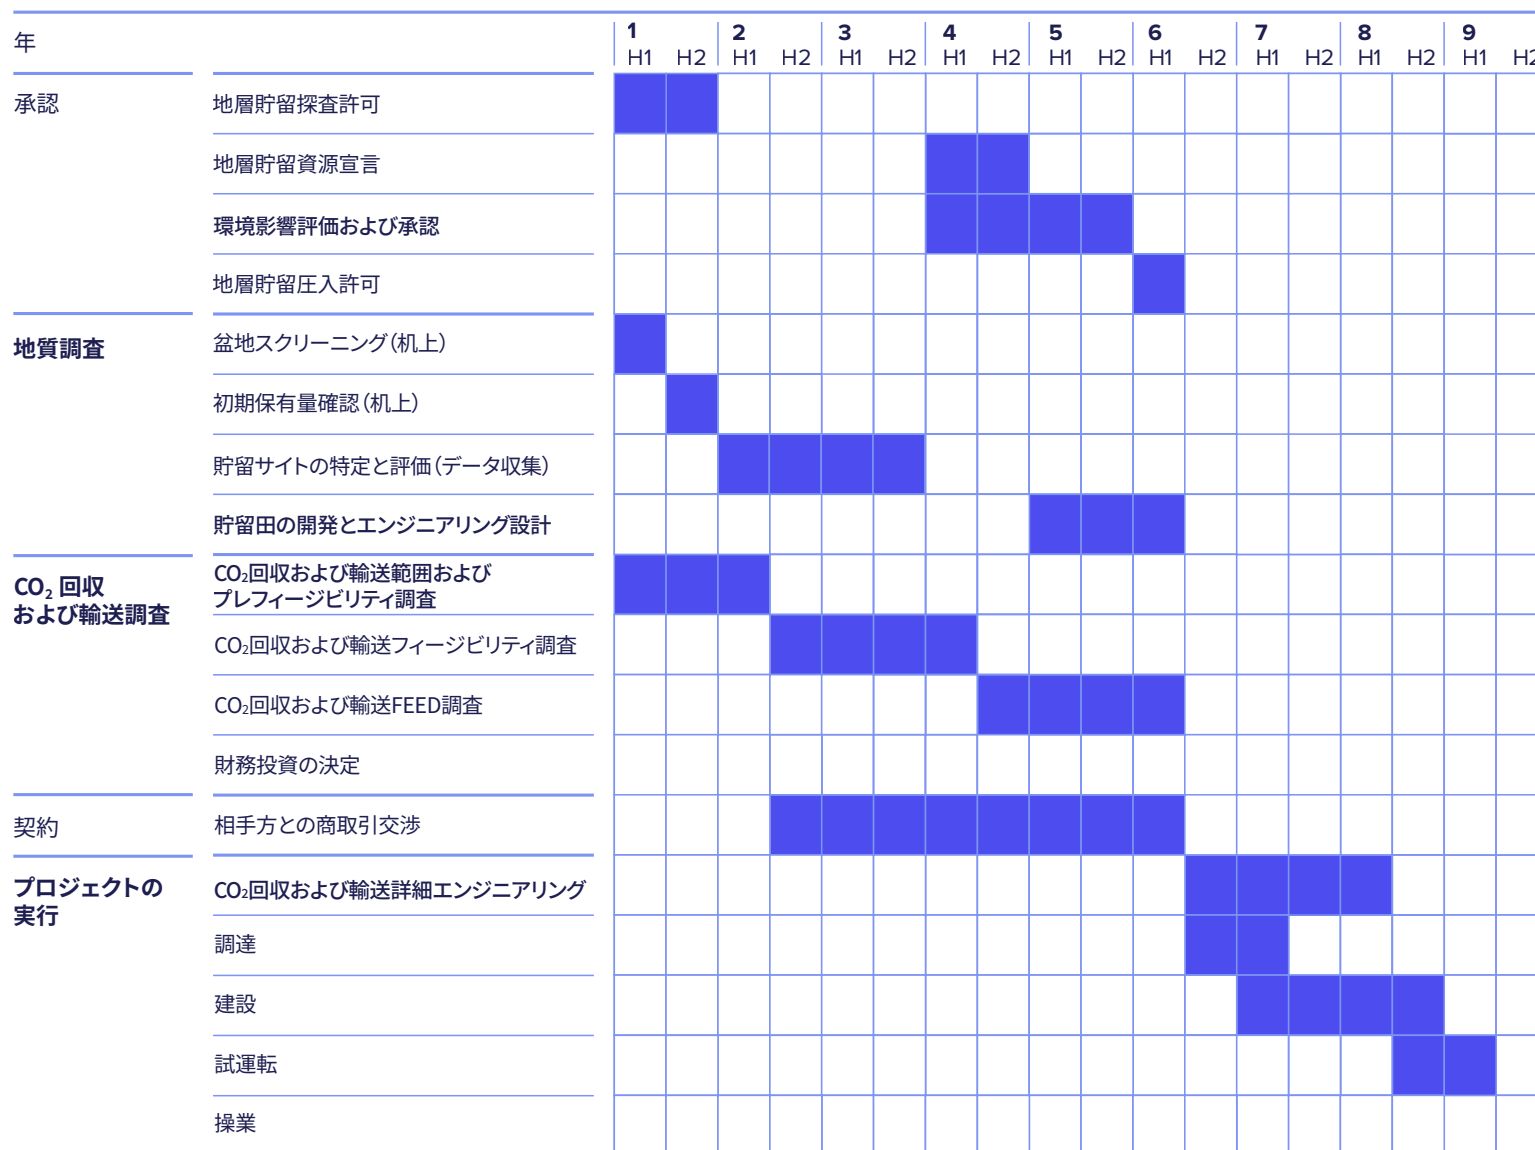 年
1 2 3 4 5 6 7 8 9
H1 H2 H1 H2 H1 H2 H1 H2 H1 H2 H1 H2 H1 H2 H1 H2 H1 H2
承認
地層貯留探査許可
地層貯留資源宣言
環境影響評価および承認
地層貯留圧入許可
地質調査
盆地スクリーニング（机上）
初期保有量確認（机上）
貯留サイトの特定と評価（データ収集）
貯留田の開発とエンジニアリング設計
CO₂ 回収
および輸送調査
CO₂回収および輸送範囲および
プレフィージビリティ調査
CO₂回収および輸送フィージビリティ調査
CO₂回収および輸送FEED調査
財務投資の決定
契約
相手方との商取引交渉
プロジェクトの
実行
CO₂回収および輸送詳細エンジニアリング
調達
建設
試運転
操業